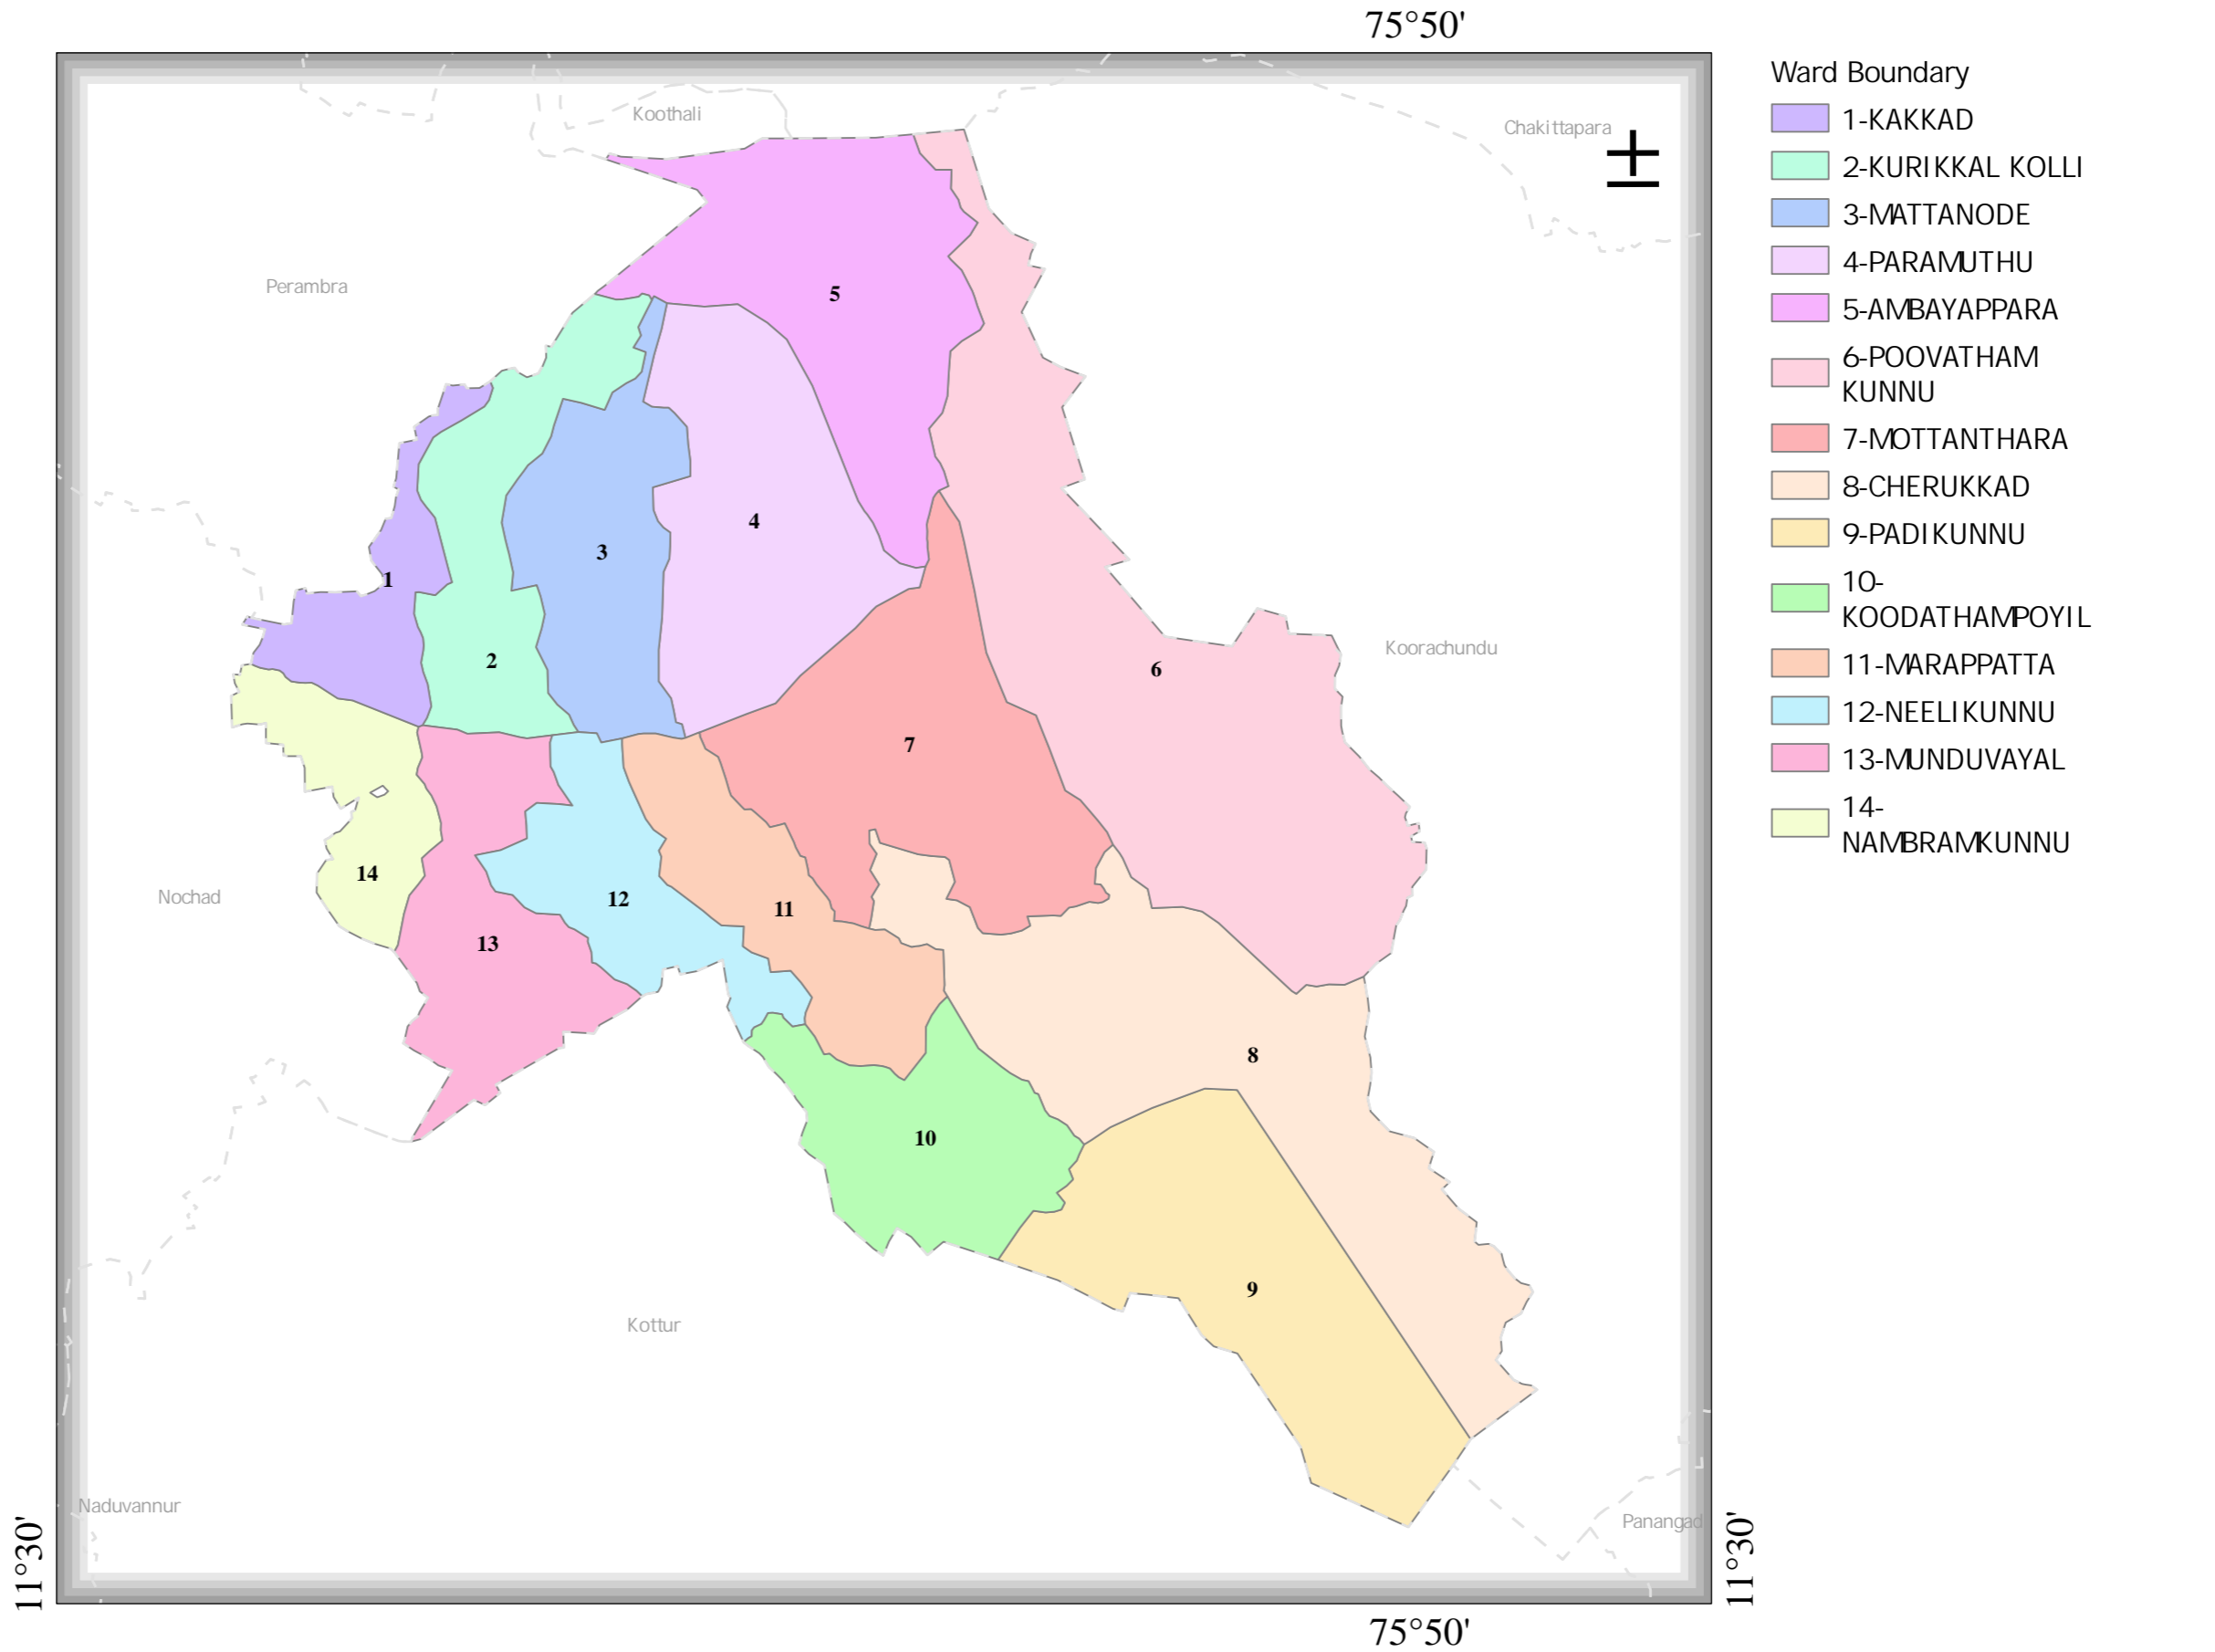 75°50'
Ward Boundary
1-KAKKAD
2-KURIKKAL KOLLI
3-MATTANODE
4-PARAMUTHU
5-AMBAYAPPARA
6-POOVATHAM
KUNNU
7-MOTTANTHARA
8-CHERUKKAD
9-PADIKUNNU
10-
KOODATHAMPOYIL
11-MARAPPATTA
12-NEELIKUNNU
13-MUNDUVAYAL
14-
NAMBRAMKUNNU
Koothali
Chakittapara
Perambra
5
4
3
1
2
6
Koorachundu
7
14
Nochad
12
11
13
8
10
9
Kottur
Naduvannur
Panangad
11°30'
11°30'
75°50'